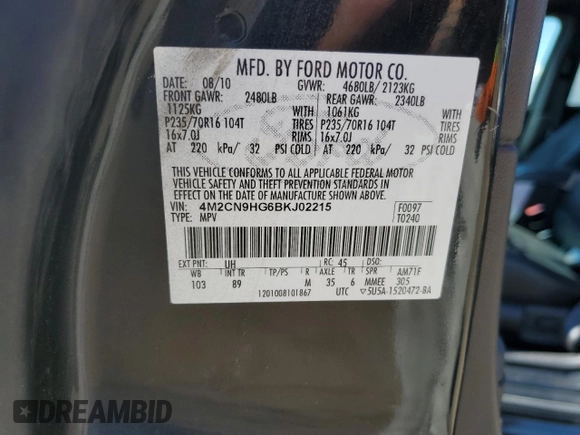 MFD. BY FORD MOTOR CO.
DATE: 08/10 GVWR: 4680LB/2123KG
FRONT GAWR: 2480LB REAR GAWR: 2340LB
1125KG WITH 1061KG WITH
P235/70R16 104T TIRES P235/70R16 104T TIRES
16x7.0J RIMS 16x7.0J RIMS
AT 220 kPa/ 32 PSI COLD AT 220 kPa/ 32 PSI COLD
THIS VEHICLE CONFORMS TO ALL APPLICABLE FEDERAL MOTOR
VEHICLE SAFETY AND THEFT PREVENTION STANDARDS IN
EFFECT ON THE DATE OF MANUFACTURE SHOWN ABOVE.
VIN: 4M2CN9HG6BKJ02215 F0097
TYPE: MPV T0240
EXT PNT: UH RC: 45 DSO:
WB BRK INT TR TP/PS R AXLE TR SPR AM71F
103 89 M 35 6 MMEE 305
1201008101867 UTC ▽5U5A-1520472-BA
DREAMBID